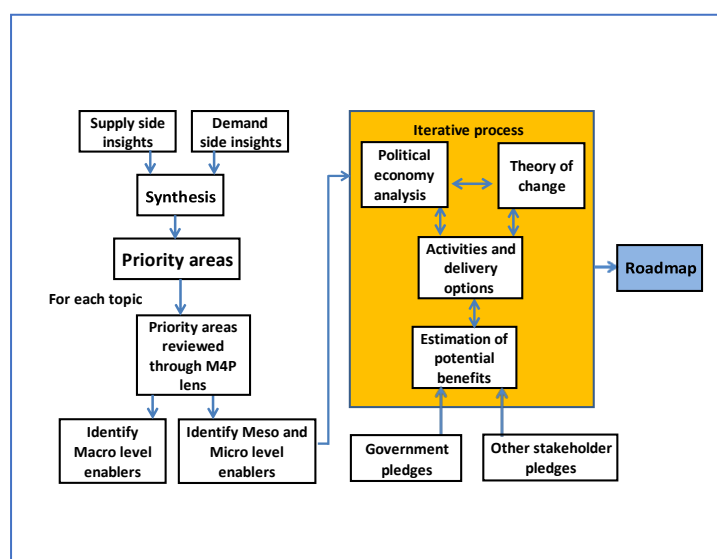 Supply side
insights
Demand
side insights
Synthesis
Priority areas
For each topic
Priority areas
reviewed
through M4P
lens
Identify
Macro level
enablers
Identify Meso and
Micro level
enablers
Iterative process
Political
economy
analysis
Theory of
change
Activities and
delivery
options
Estimation of
potential
benefits
Government
pledges
Other stakeholder
pledges
Roadmap